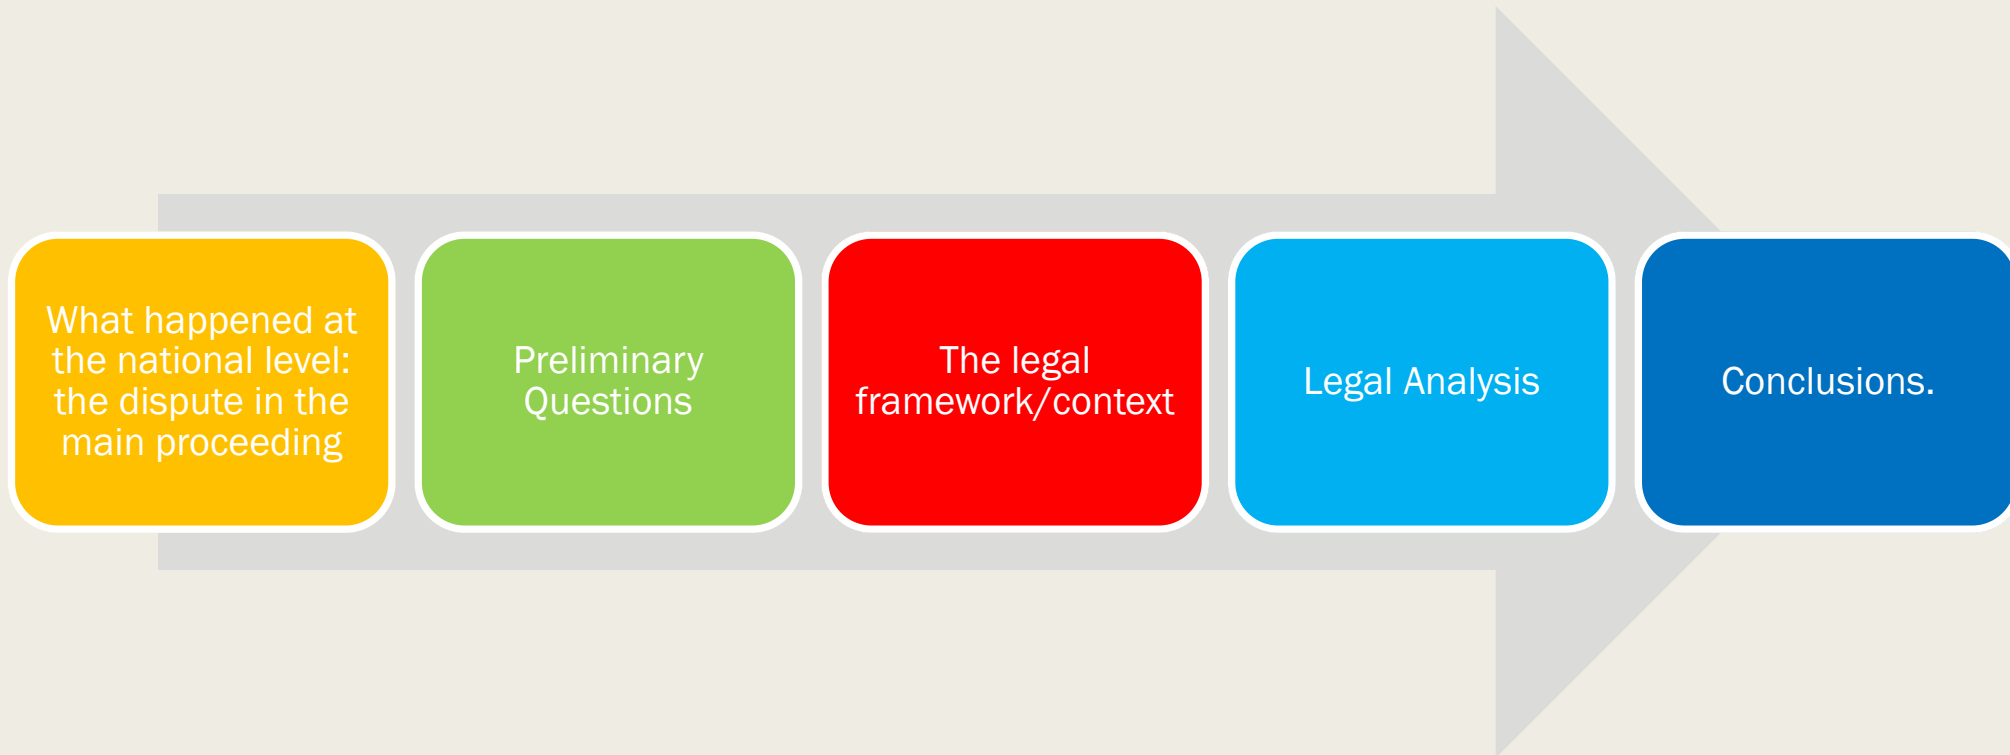 What happened at
the national level:
the dispute in the
main proceeding
Preliminary
Questions
The legal
framework/context
Legal Analysis
Conclusions.